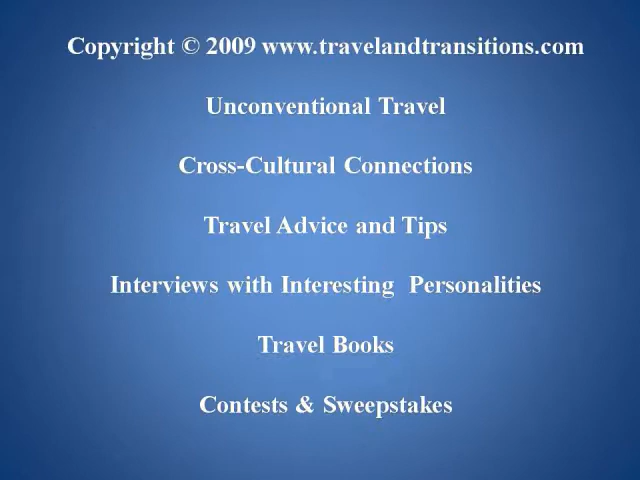 Copyright © 2009 www.travelandtransitions.com
Unconventional Travel
Cross-Cultural Connections
Travel Advice and Tips
Interviews with Interesting  Personalities
Travel Books
Contests & Sweepstakes